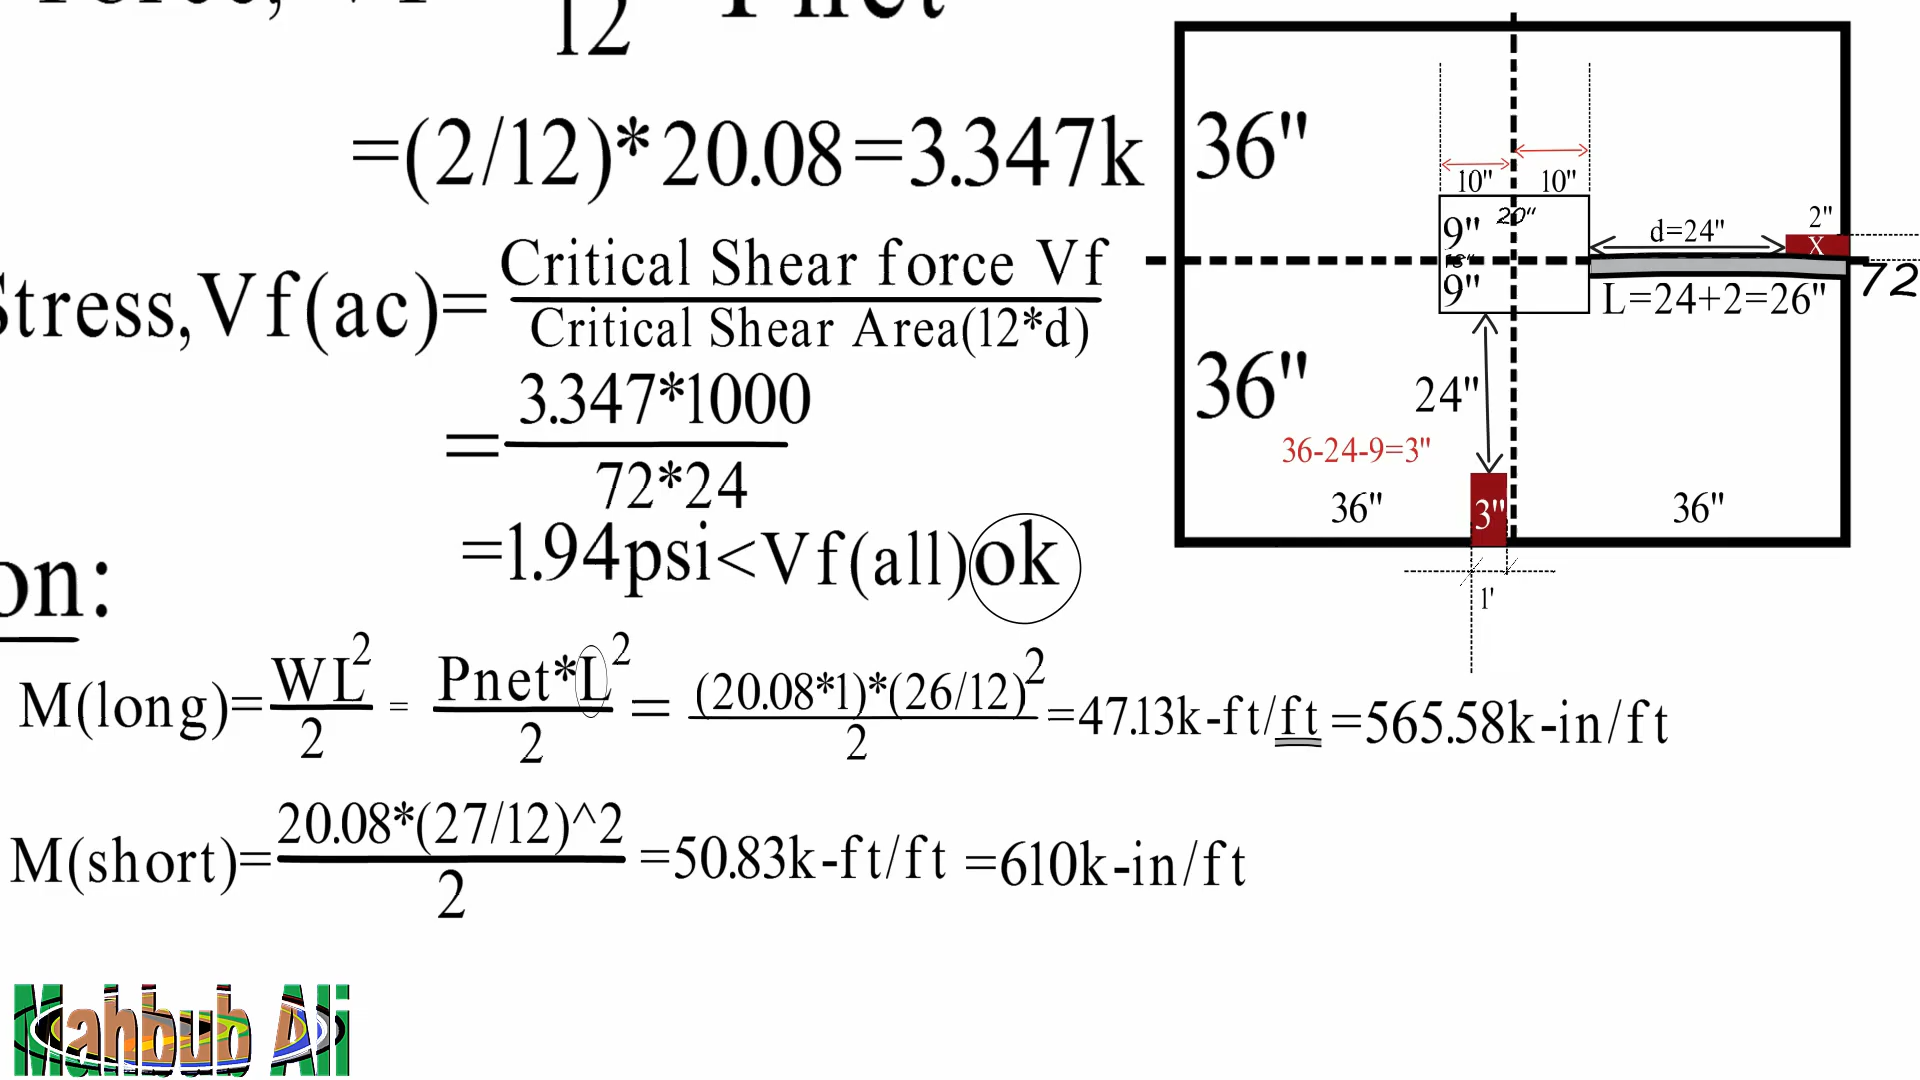 12
=(2/12)*20.08=3.347k
Stress,Vf(ac)= Critical Shear force Vf
Critical Shear Area(12*d)
= 3.347*1000
72*24
=1.94psi<Vf(all) ok
on:
M(long)= WL2 = Pnet*L2 = (20.08*1)*(26/12)2 =47.13k-ft/ft =565.58k-in/ft
2 2 2
M(short)= 20.08*(27/12)^2 =50.83k-ft/ft =610k-in/ft
2
36"
10" 10"
9" 20"
18"
9"
d=24"
2"
X
72
L=24+2=26"
36"
24"
36-24-9=3"
36" 3" 36"
1'
Mahbub Ali